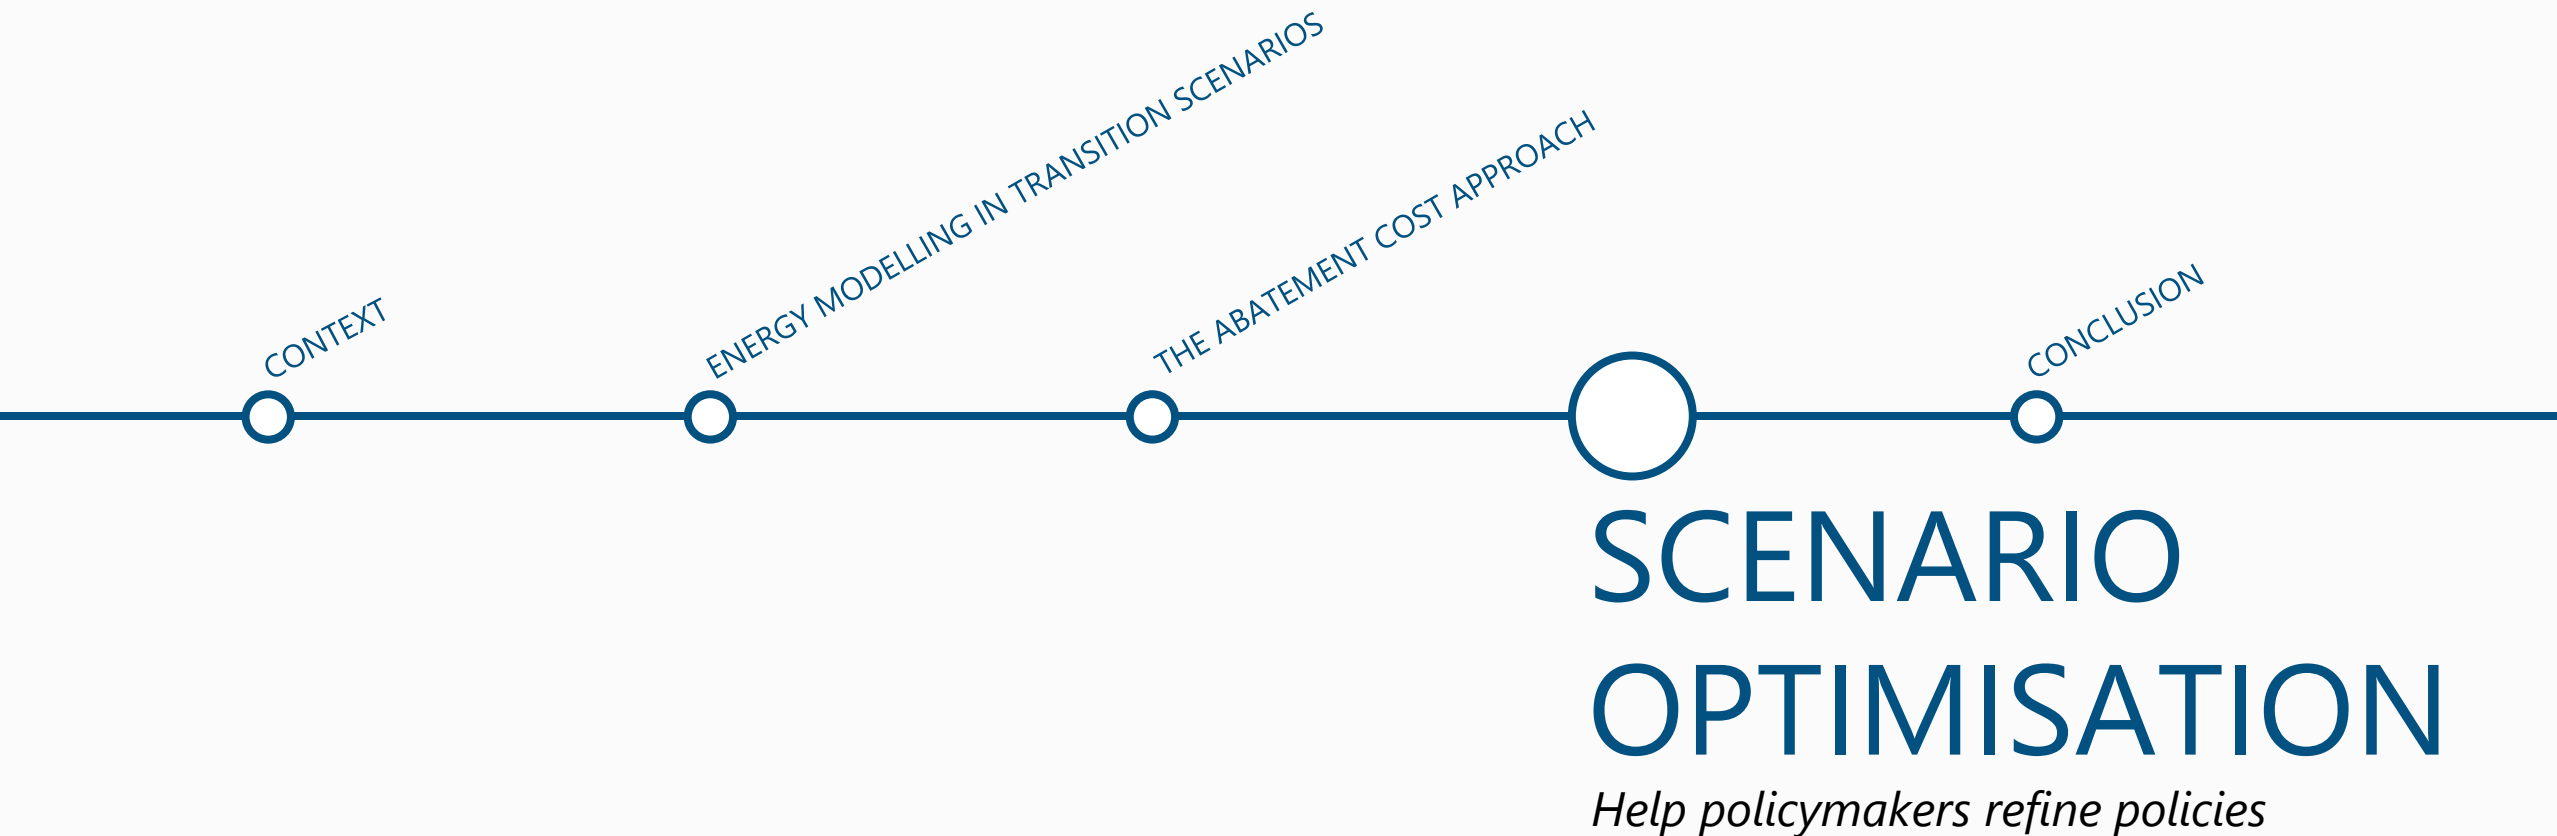 CONTEXT
ENERGY MODELLING IN TRANSITION SCENARIOS
THE ABATEMENT COST APPROACH
SCENARIO
OPTIMISATION
Help policymakers refine policies
CONCLUSION